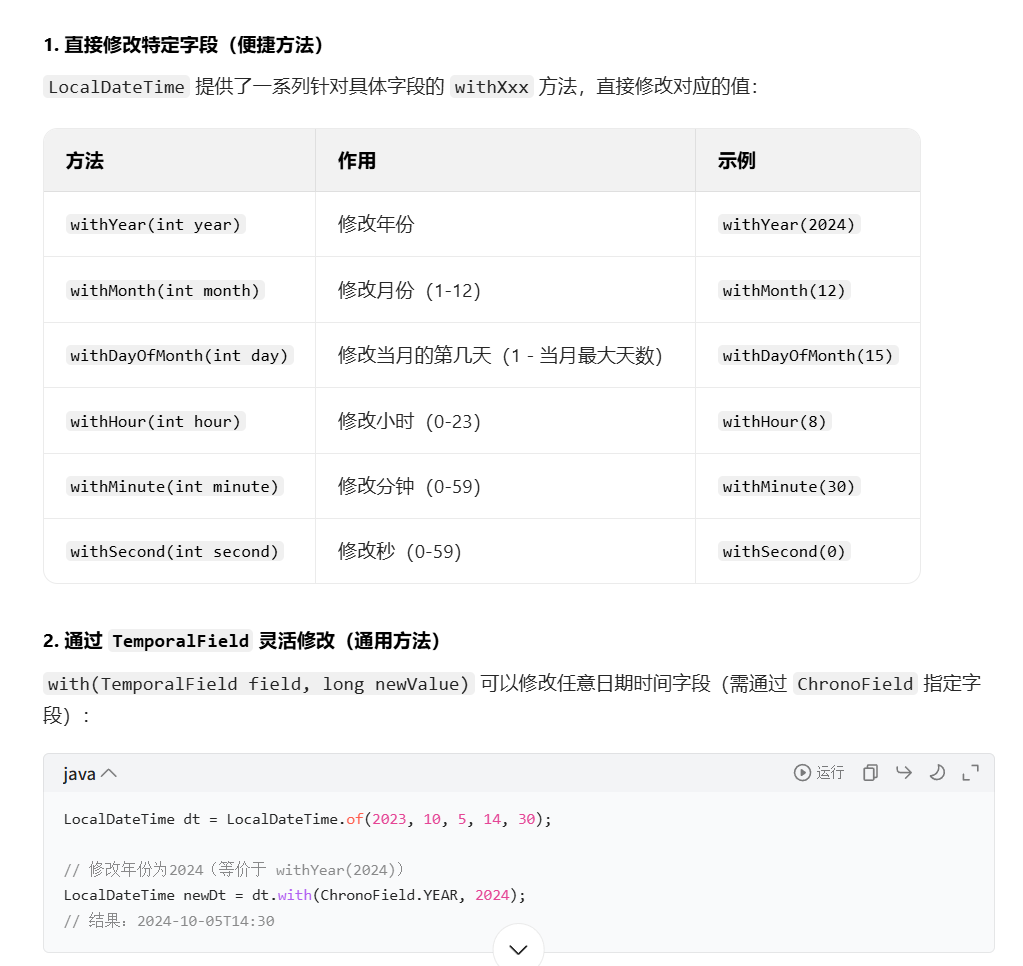 1. 直接修改特定字段（便捷方法）
LocalDateTime 提供了一系列针对具体字段的 withXxx 方法，直接修改对应的值：
方法 作用 示例
withYear(int year) 修改年份 withYear(2024)
withMonth(int month) 修改月份（1-12） withMonth(12)
withDayOfMonth(int day) 修改当月的第几天（1 - 当月最大天数） withDayOfMonth(15)
withHour(int hour) 修改小时（0-23） withHour(8)
withMinute(int minute) 修改分钟（0-59） withMinute(30)
withSecond(int second) 修改秒（0-59） withSecond(0)
2. 通过 TemporalField 灵活修改（通用方法）
with(TemporalField field, long newValue) 可以修改任意日期时间字段（需通过 ChronoField 指定字
段）：
java 运行
LocalDateTime dt = LocalDateTime.of(2023, 10, 5, 14, 30);
// 修改年份为2024（等价于 withYear(2024)）
LocalDateTime newDt = dt.with(ChronoField.YEAR, 2024);
// 结果：2024-10-05T14:30